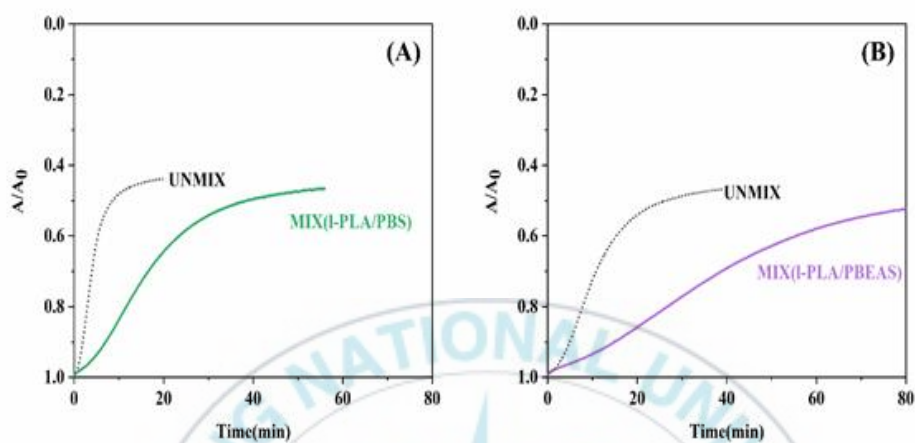 (A)
0.0
0.2
0.4
0.6
0.8
1.0
A/A0
UNMIX
MIX(l-PLA/PBS)
0 20 40 60 80
Time(min)
(B)
0.0
0.2
0.4
0.6
0.8
1.0
A/A0
UNMIX
MIX(l-PLA/PBEAS)
0 20 40 60 80
Time(min)
G NATIONAL UNI